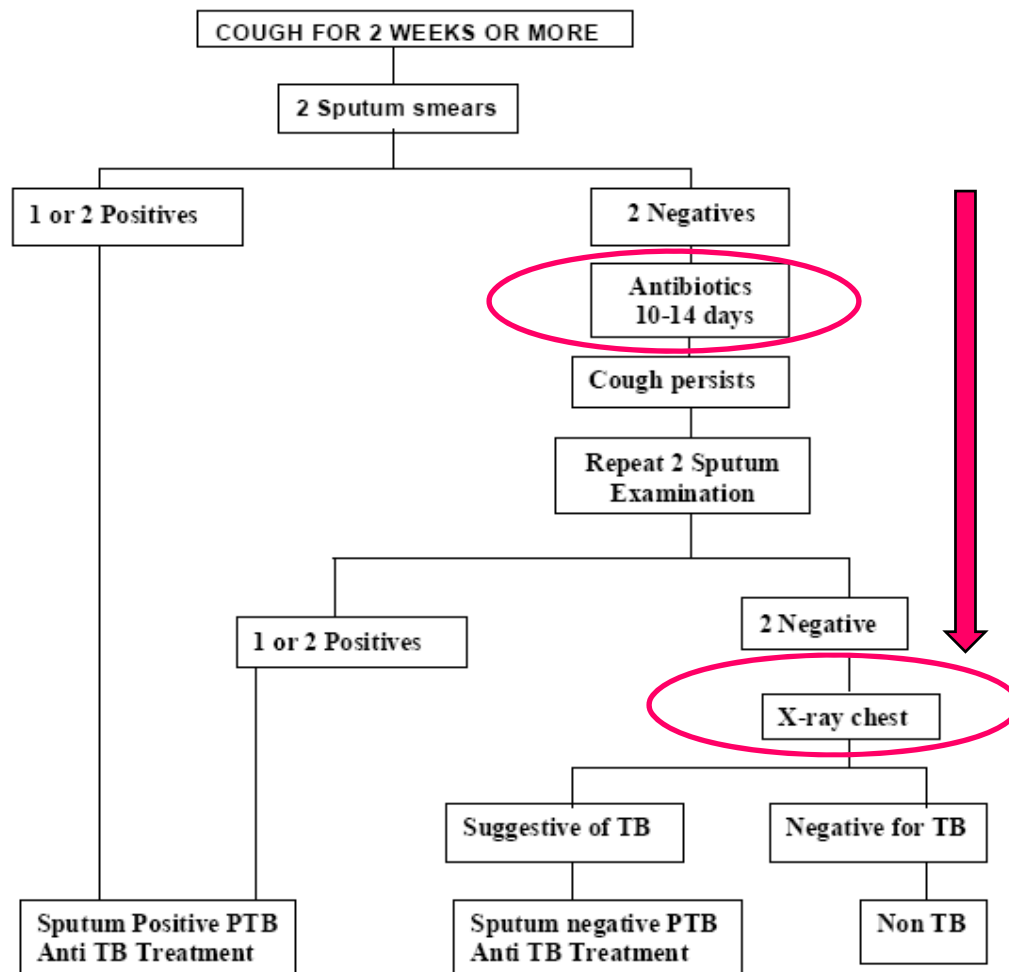 COUGH FOR 2 WEEKS OR MORE
2 Sputum smears
1 or 2 Positives
2 Negatives
Antibiotics
10-14 days
Cough persists
Repeat 2 Sputum
Examination
1 or 2 Positives
2 Negative
X-ray chest
Suggestive of TB
Negative for TB
Sputum Positive PTB
Anti TB Treatment
Sputum negative PTB
Anti TB Treatment
Non TB